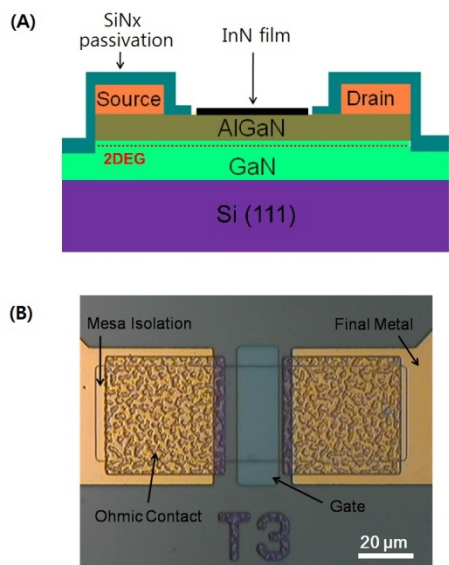 (A)
SiNx
passivation
InN film
Source
Drain
AlGaN
2DEG
GaN
Si (111)
(B)
Mesa Isolation
Final Metal
Ohmic Contact
Gate
T3
20 µm